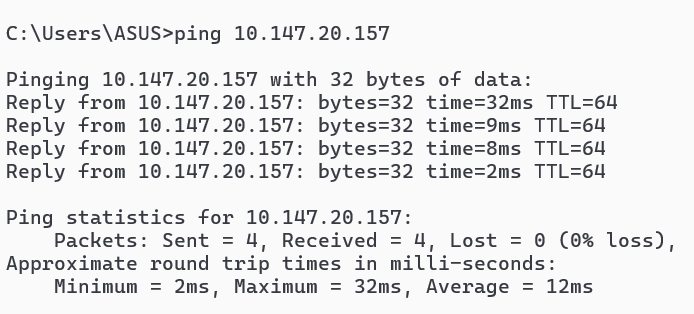 C:\Users\ASUS>ping 10.147.20.157
Pinging 10.147.20.157 with 32 bytes of data:
Reply from 10.147.20.157: bytes=32 time=32ms TTL=64
Reply from 10.147.20.157: bytes=32 time=9ms TTL=64
Reply from 10.147.20.157: bytes=32 time=8ms TTL=64
Reply from 10.147.20.157: bytes=32 time=2ms TTL=64
Ping statistics for 10.147.20.157:
Packets: Sent = 4, Received = 4, Lost = 0 (0% loss),
Approximate round trip times in milli-seconds:
Minimum = 2ms, Maximum = 32ms, Average = 12ms